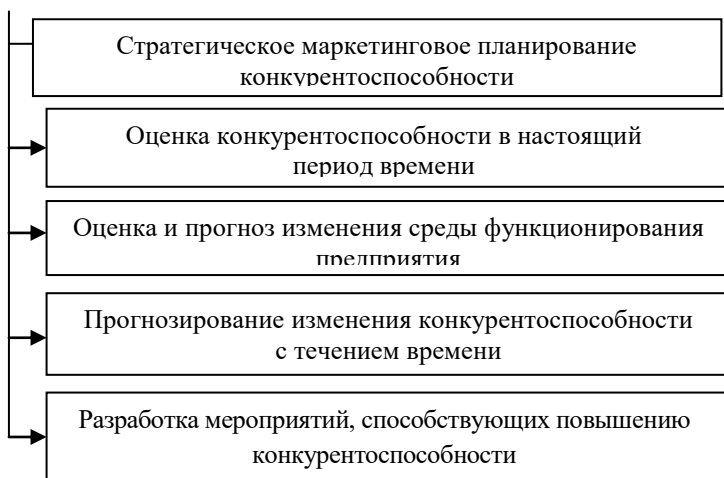 Стратегическое маркетинговое планирование
конкурентоспособности
Оценка конкурентоспособности в настоящий
период времени
Оценка и прогноз изменения среды функционирования
предприятия
Прогнозирование изменения конкурентоспособности
с течением времени
Разработка мероприятий, способствующих повышению
конкурентоспособности